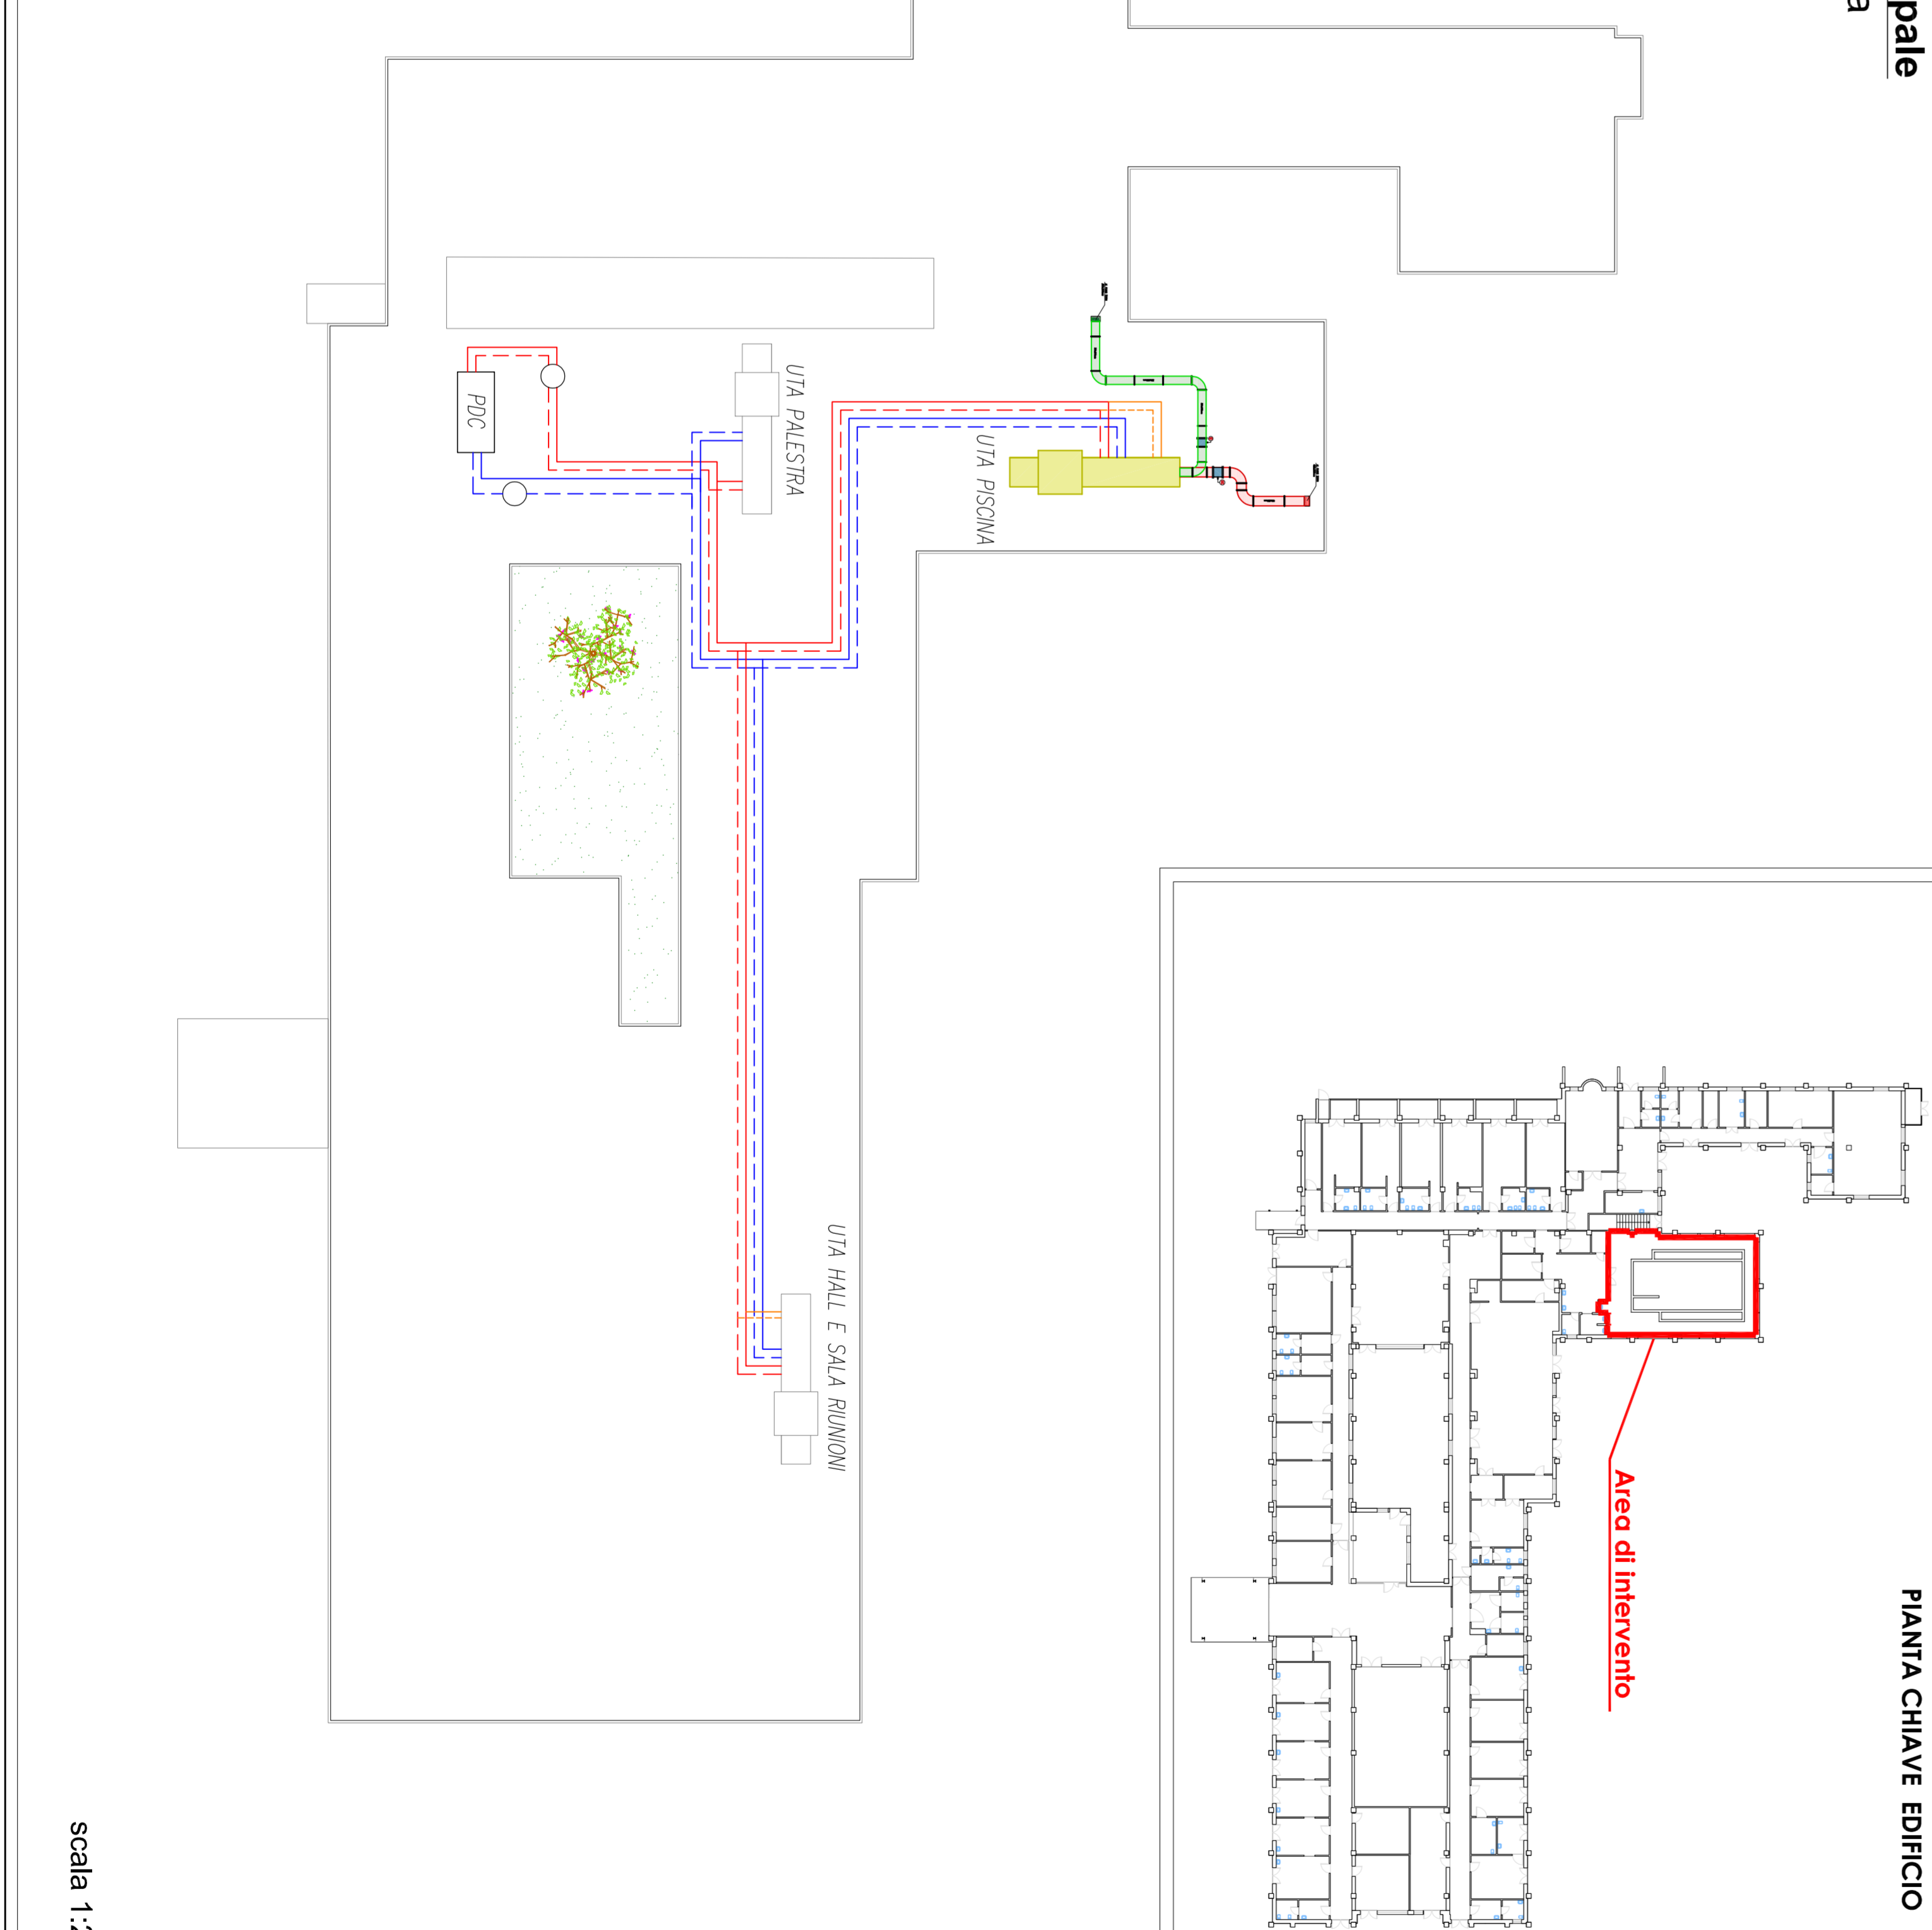 pale
a
PDC
UTA PALESTRA
UTA PISCINA
UTA HALL E SALA RIUNIONI
Area di intervento
PIANTA CHIAVE EDIFICIO
scala 1: